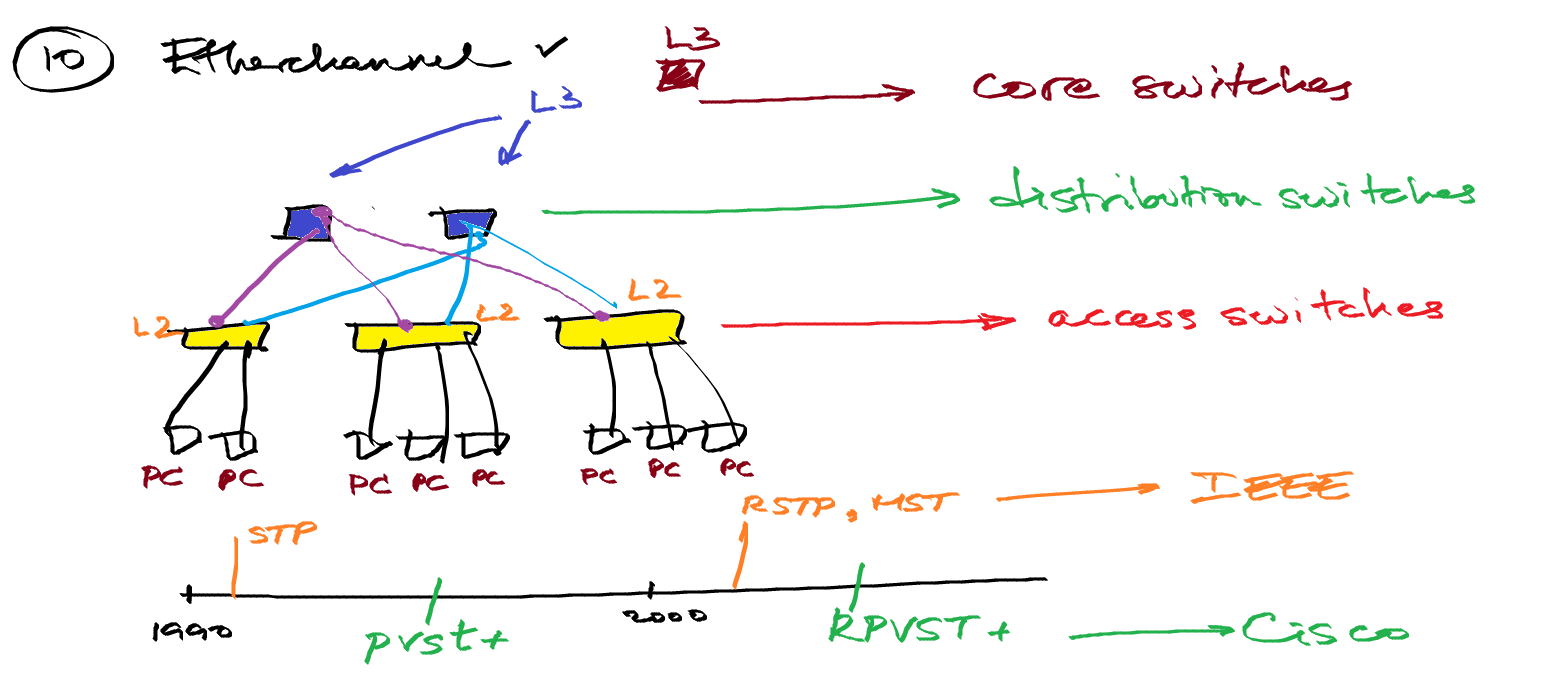 10 Etherchannel ✓
L3
core switches
L3
distribution switches
L2
L2
L2
access switches
PC PC PC PC PC PC PC PC
STP
RSTP, MST
IEEE
1990
2000
pvst+
RPVST+
Cisco